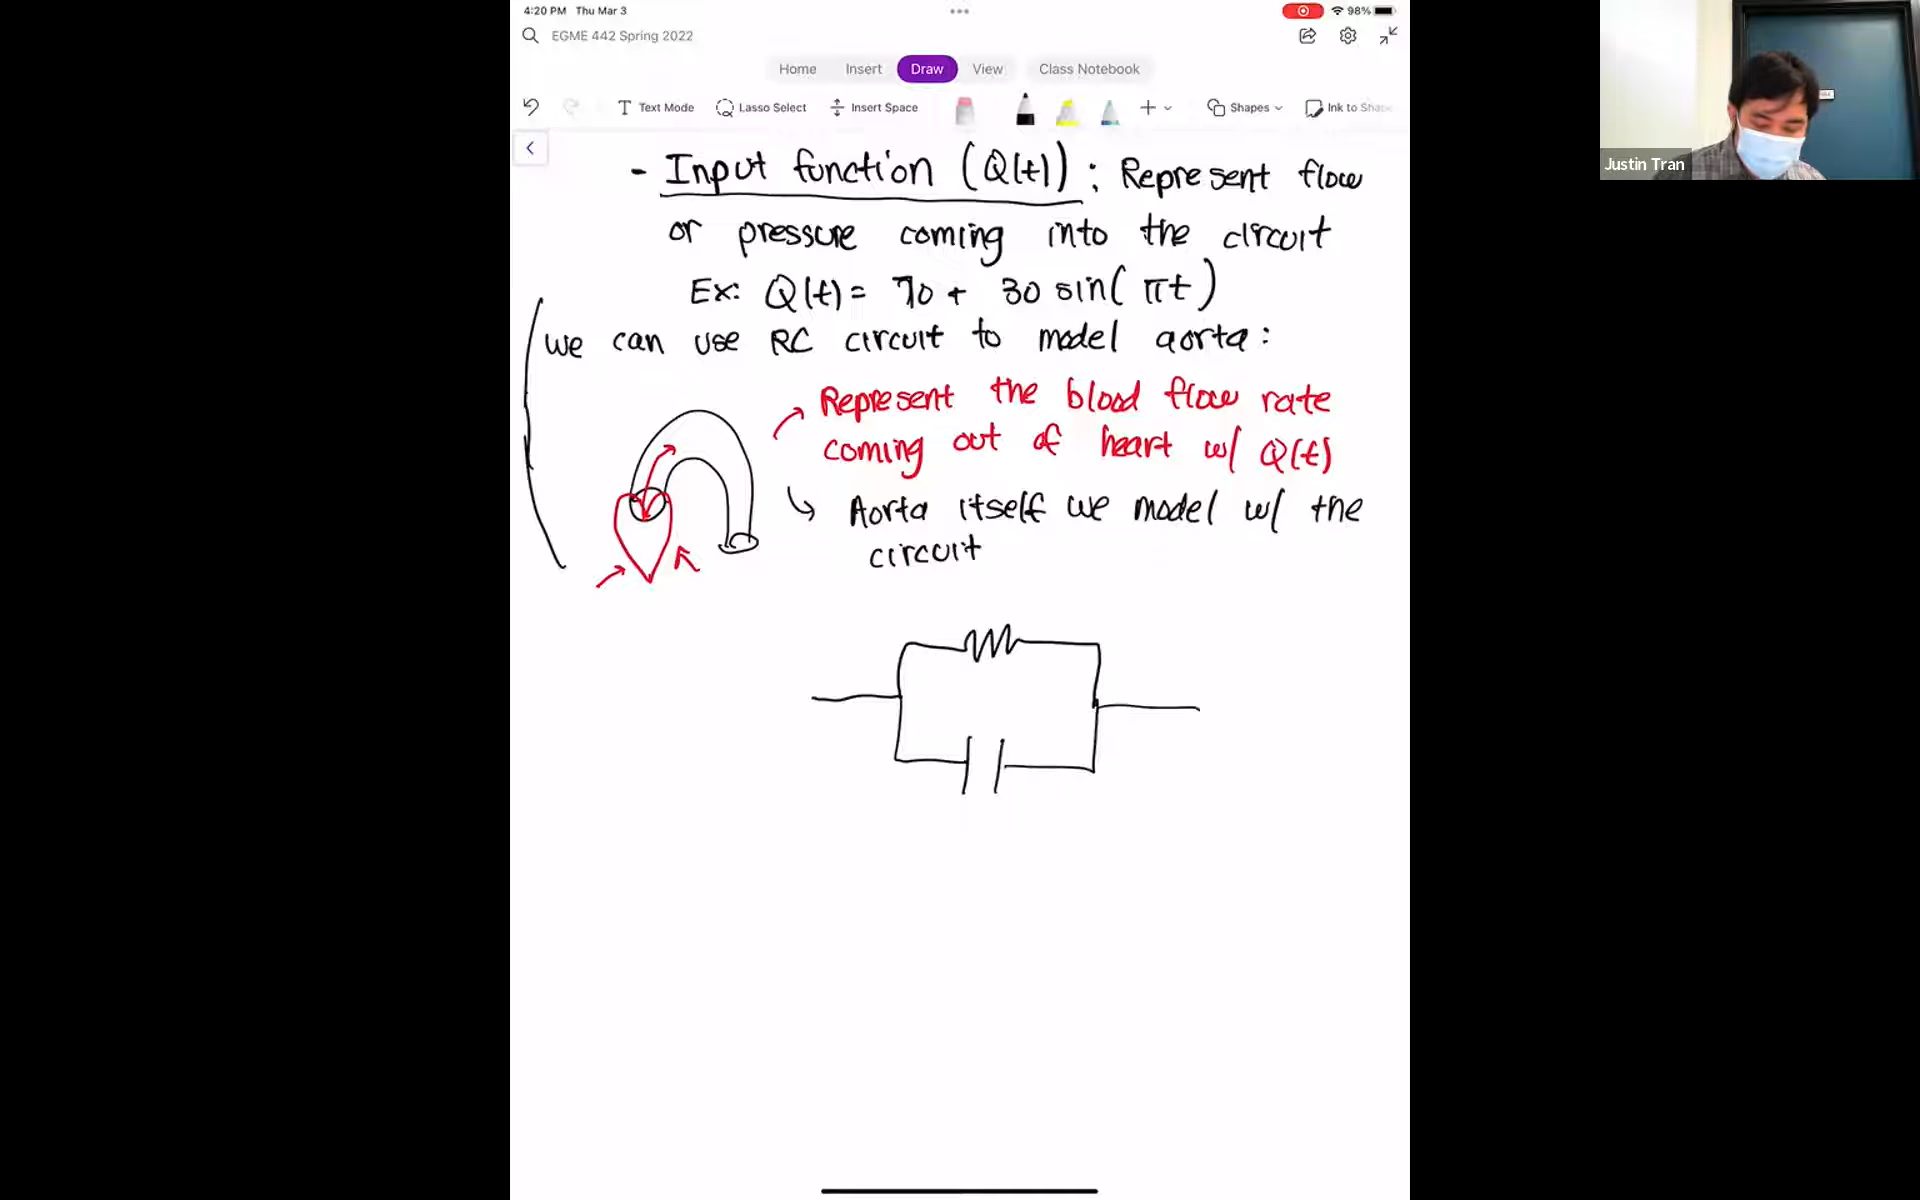 4:20 PM Thu Mar 3
98%
EGME 442 Spring 2022
Home Insert Draw View Class Notebook
Text Mode Lasso Select Insert Space Shapes Ink to Shape
- Input function (Q(t)) : Represent flow
or pressure coming into the circuit
Ex: Q(t) = 70 + 30 sin( πt )
we can use RC circuit to model aorta :
Represent the blood flow rate
coming out of heart w/ Q(t)
Aorta itself we model w/ the
circuit
Justin Tran